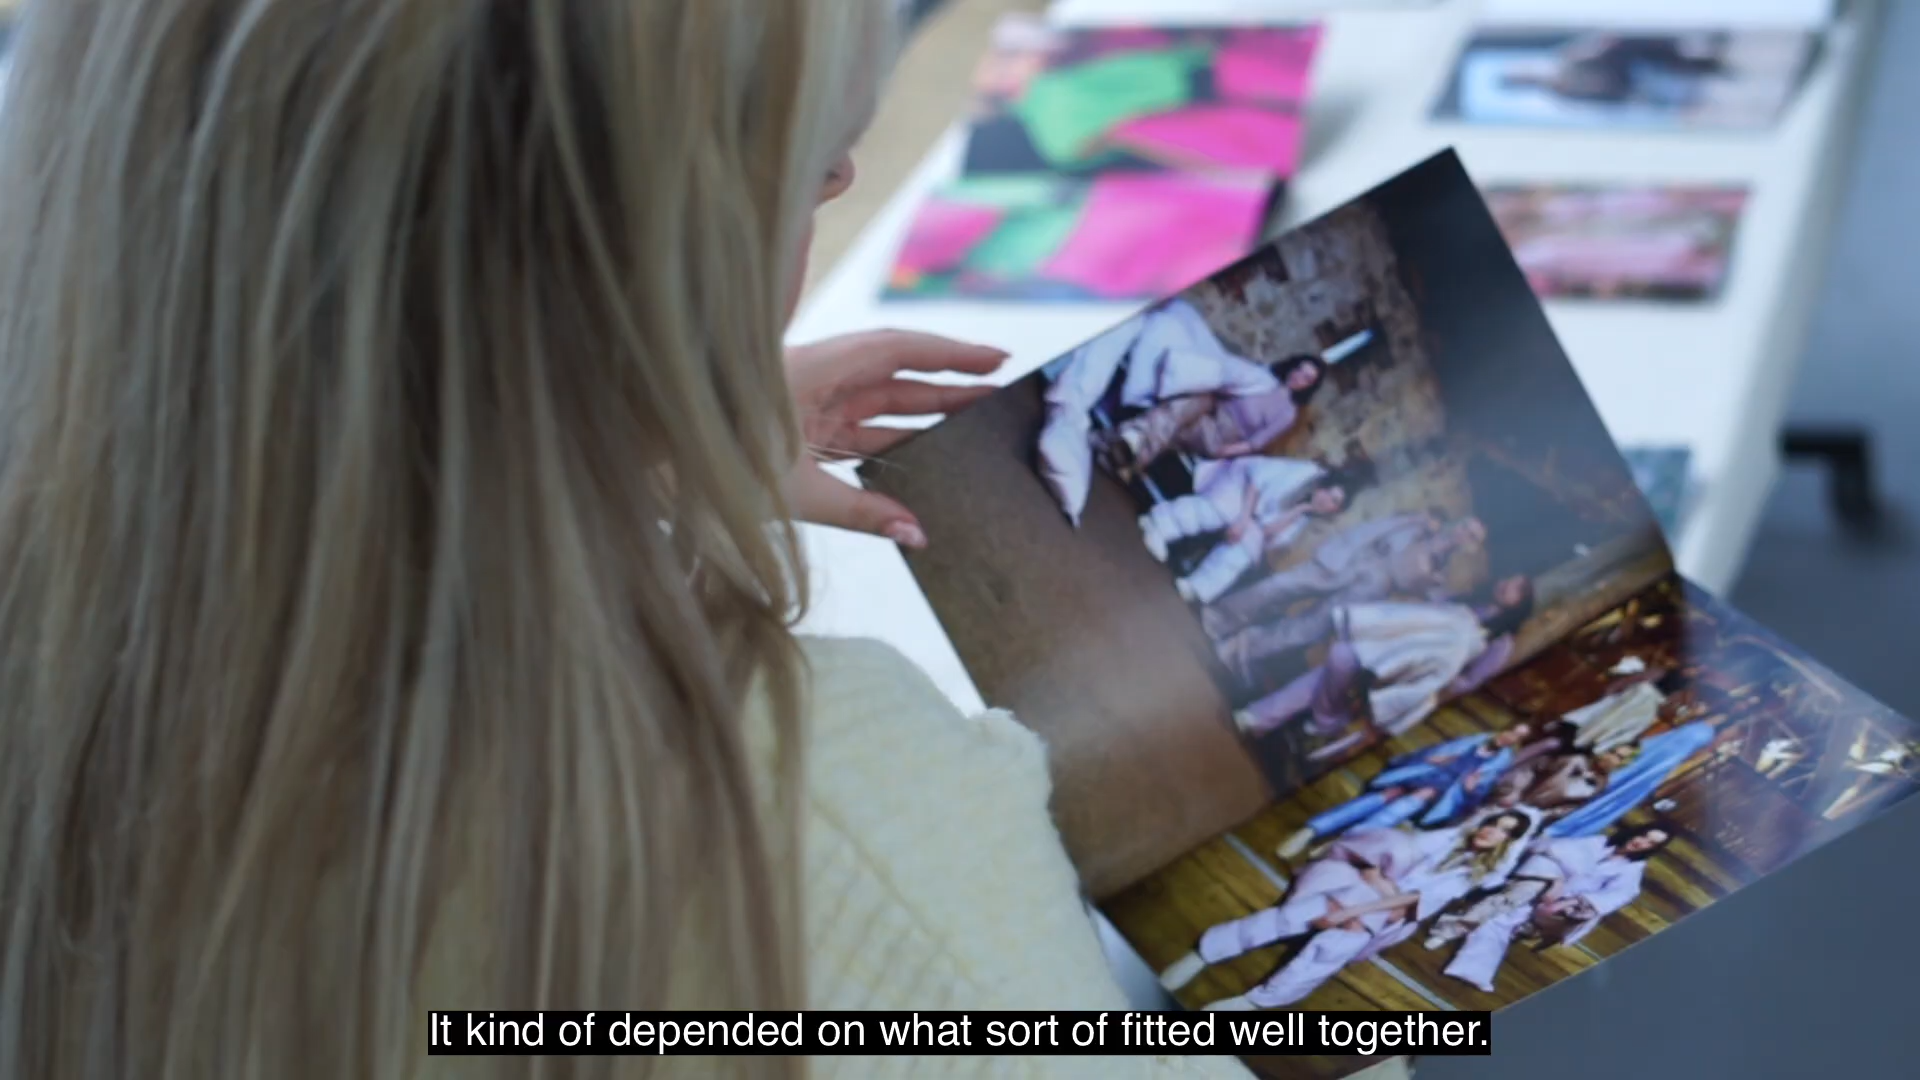 It kind of depended on what sort of fitted well together.